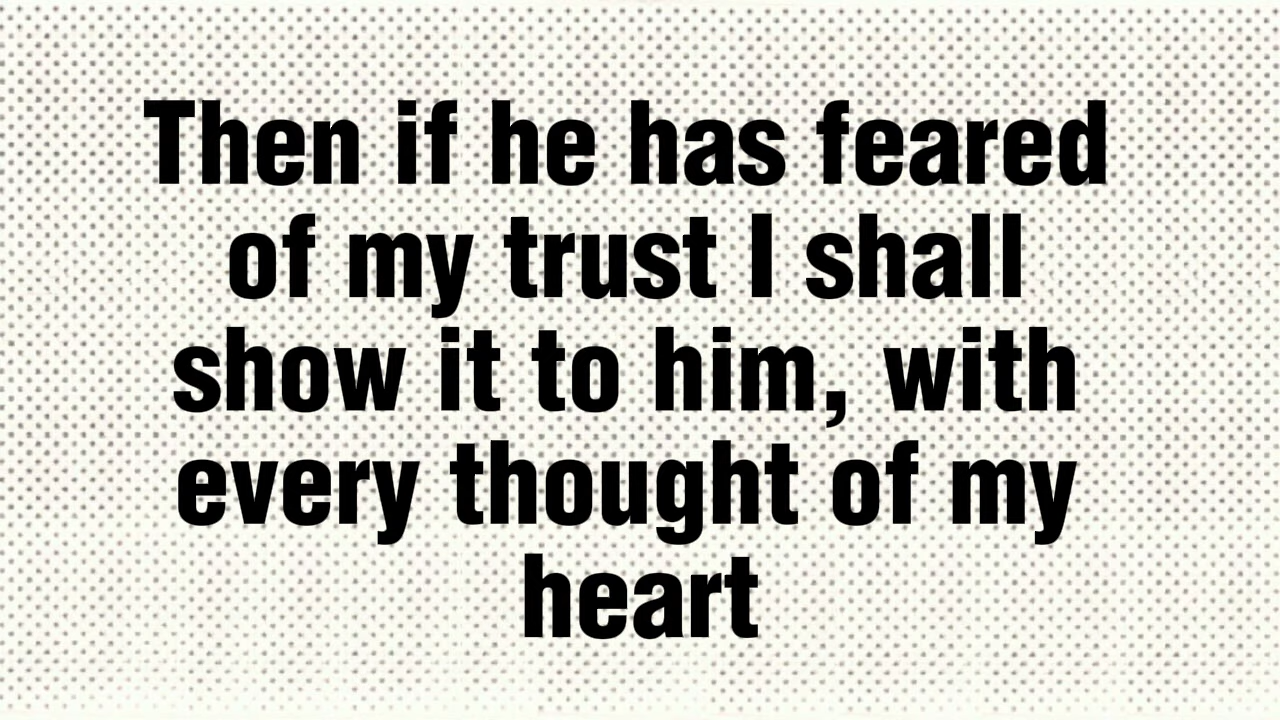 Then if he has feared
of my trust I shall
show it to him, with
every thought of my
heart